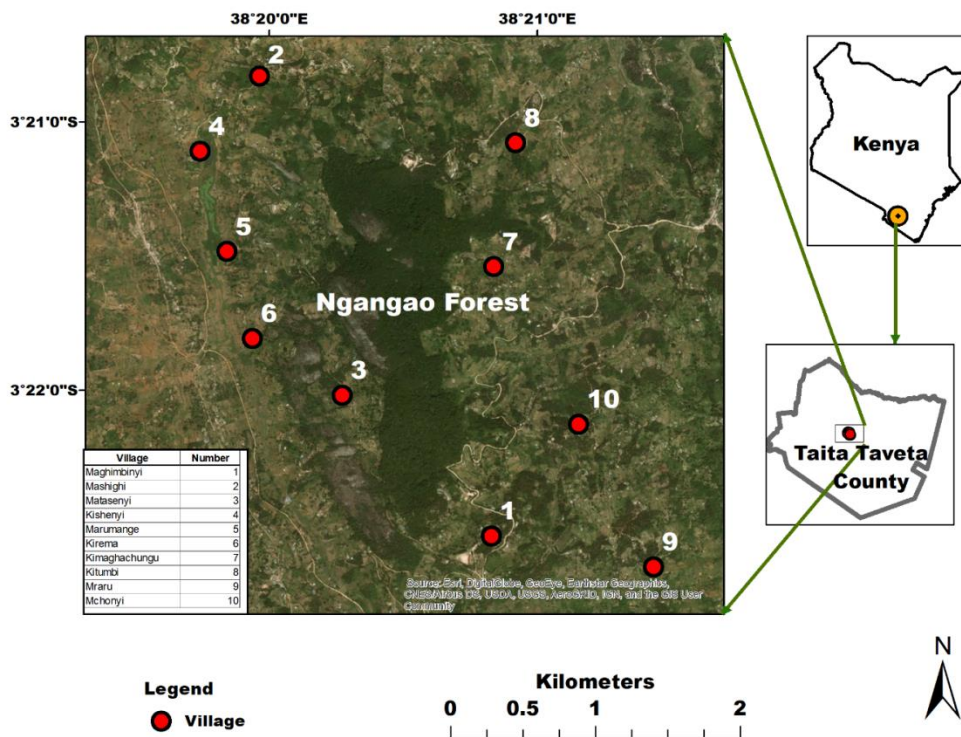 38°20'0"E 38°21'0"E
2
3°21'0"S
4
8
Kenya
5
7
Ngangao Forest
6
3
3°22'0"S
10
Taita Taveta
County
Village Number
Maghimbinyi 1
Mashighi 2
Matasenyi 3
Kishenyi 4
Marumange 5
Kirema 6
Kimaghachungu 7
Kitumbi 8
Mraru 9
Mchonyi 10
1
9
Source: Esri, DigitalGlobe, GeoEye, Earthstar Geographics,
CNES/Airbus DS, USDA, USGS, AeroGRID, IGN, and the GIS User
Community
N
Legend
Village
Kilometers
0 0.5 1 2